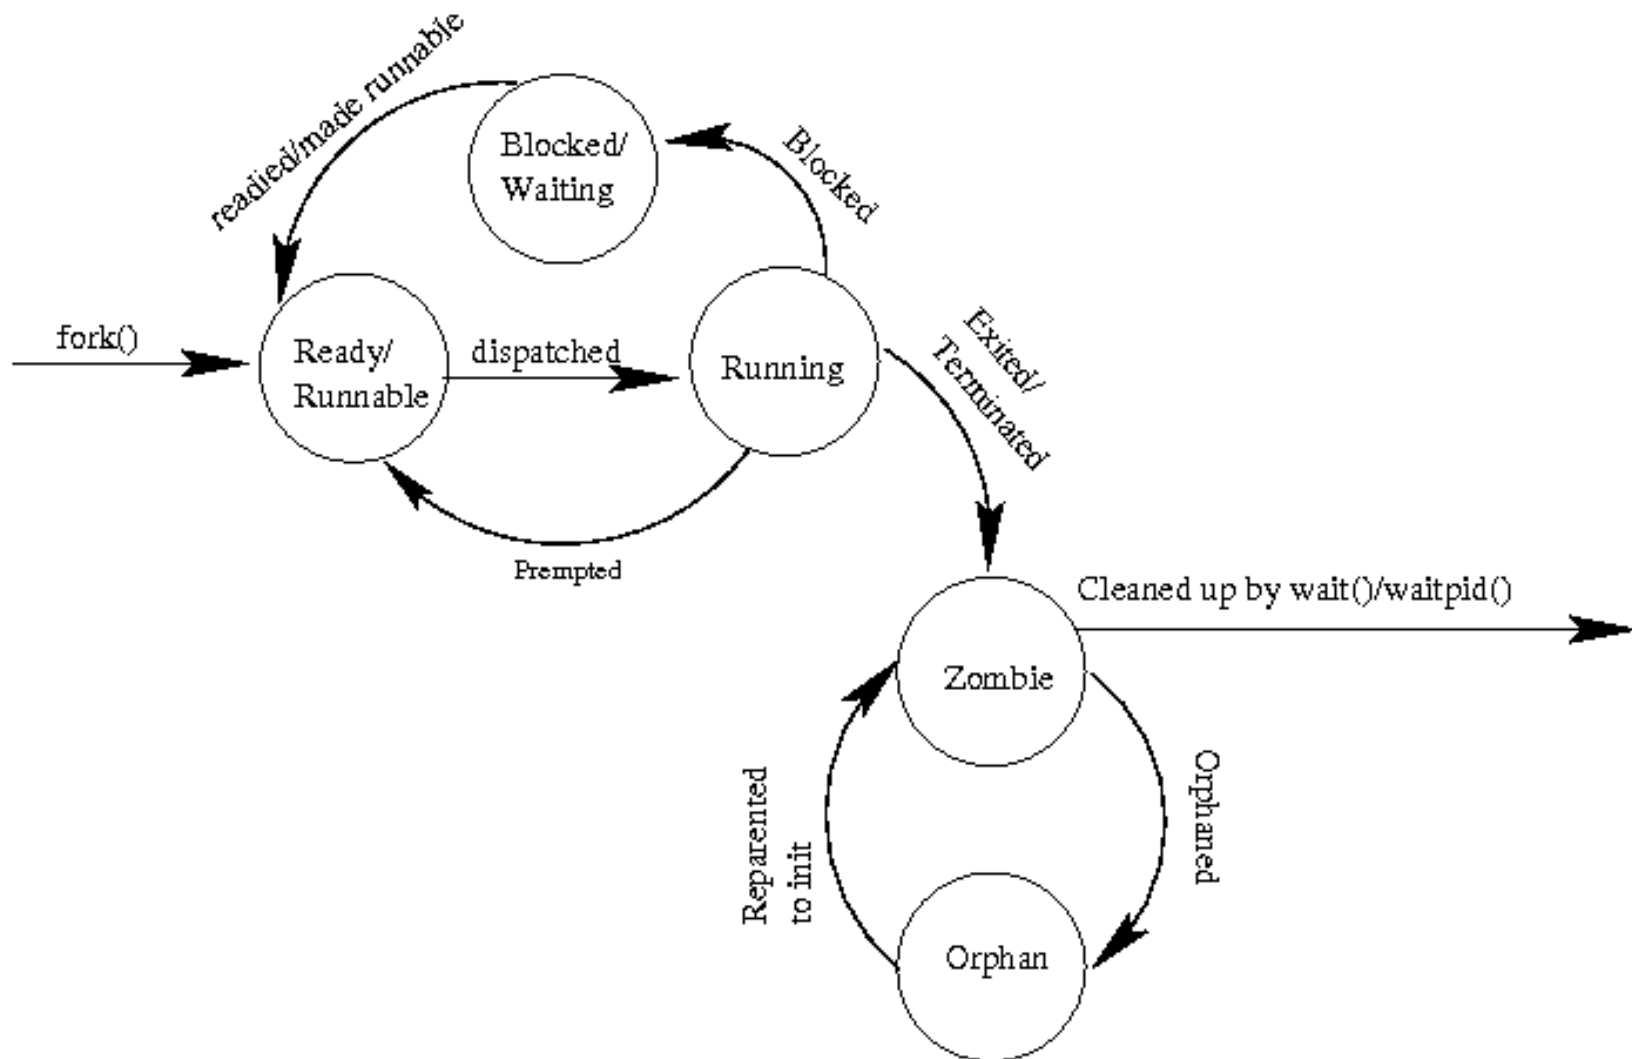 readied/made runnable
Blocked/
Waiting
Blocked
fork()
Ready/
Runnable
dispatched
Running
Exited/
Terminated
Prempted
Cleaned up by wait()/waitpid()
Zombie
Reparented
to init
Orphaned
Orphan